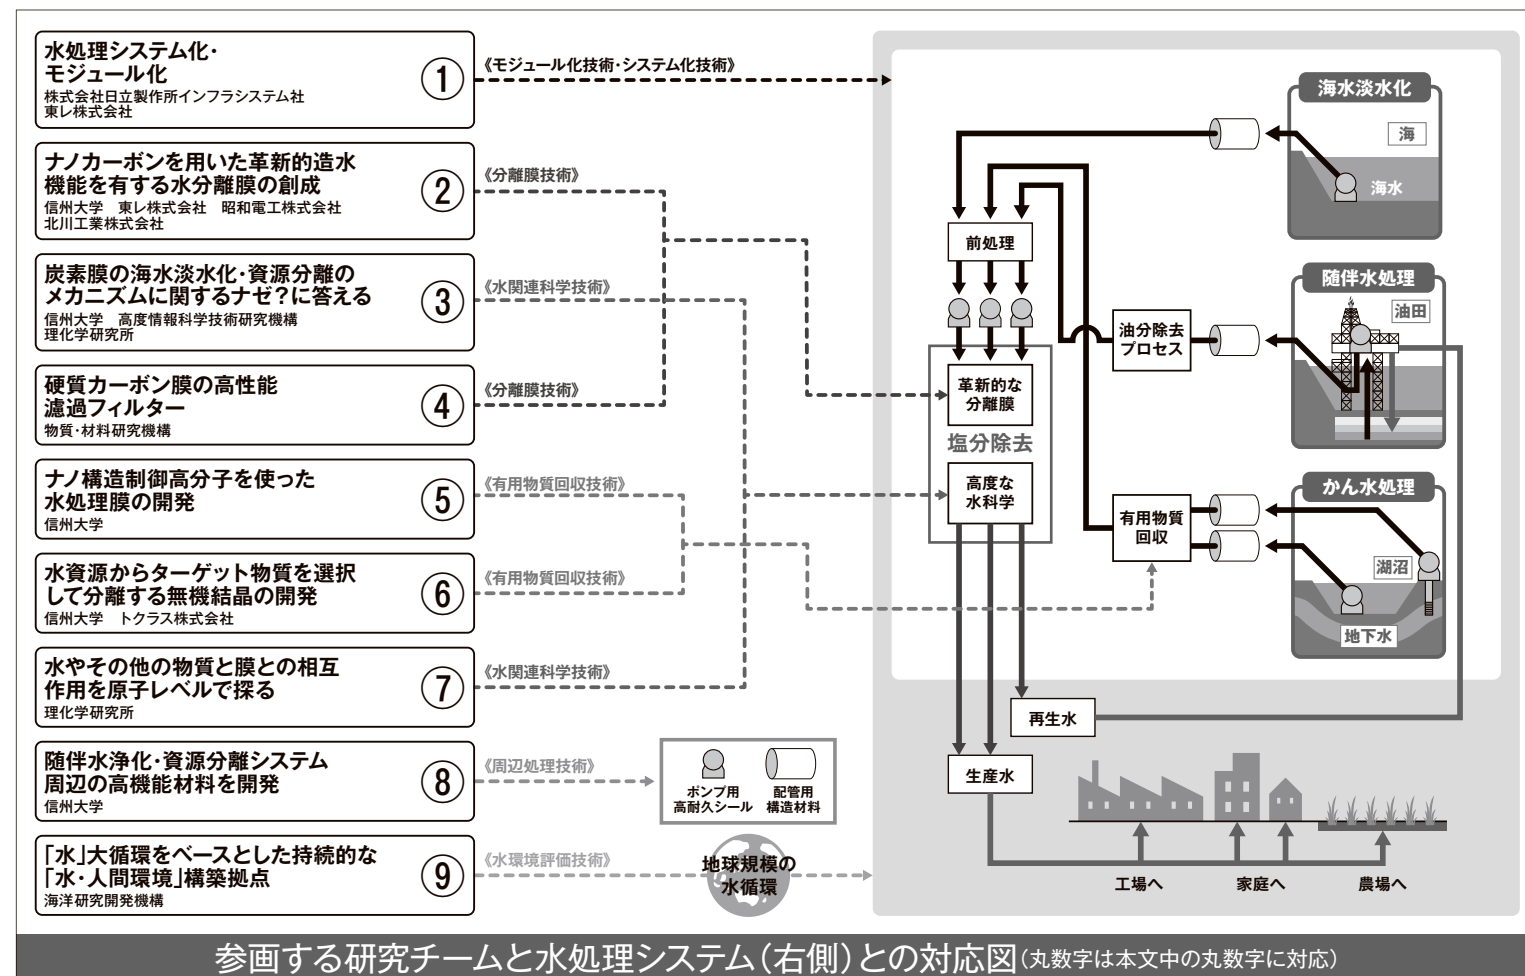 水処理システム化・
モジュール化
株式会社日立製作所インフラシステム社
東レ株式会社
①
《モジュール化技術・システム化技術》
ナノカーボンを用いた革新的造水
機能を有する水分離膜の創成
信州大学　東レ株式会社　昭和電工株式会社
北川工業株式会社
②
《分離膜技術》
炭素膜の海水淡水化・資源分離の
メカニズムに関するナゼ?に答える
信州大学　高度情報科学技術研究機構
理化学研究所
③
《水関連科学技術》
硬質カーボン膜の高性能
濾過フィルター
物質・材料研究機構
④
《分離膜技術》
ナノ構造制御高分子を使った
水処理膜の開発
信州大学
⑤
《有用物質回収技術》
水資源からターゲット物質を選択
して分離する無機結晶の開発
信州大学　トクラス株式会社
⑥
《有用物質回収技術》
水やその他の物質と膜との相互
作用を原子レベルで探る
理化学研究所
⑦
《水関連科学技術》
随伴水浄化・資源分離システム
周辺の高機能材料を開発
信州大学
⑧
《周辺処理技術》
ポンプ用
高耐久シール
配管用
構造材料
「水」大循環をベースとした持続的な
「水・人間環境」構築拠点
海洋研究開発機構
⑨
《水環境評価技術》
地球規模の
水循環
海水淡水化
海
海水
前処理
随伴水処理
油田
油分除去
プロセス
革新的な
分離膜
塩分除去
高度な
水科学
かん水処理
有用物質
回収
湖沼
地下水
再生水
生産水
工場へ
家庭へ
農場へ
参画する研究チームと水処理システム(右側)との対応図(丸数字は本文中の丸数字に対応)